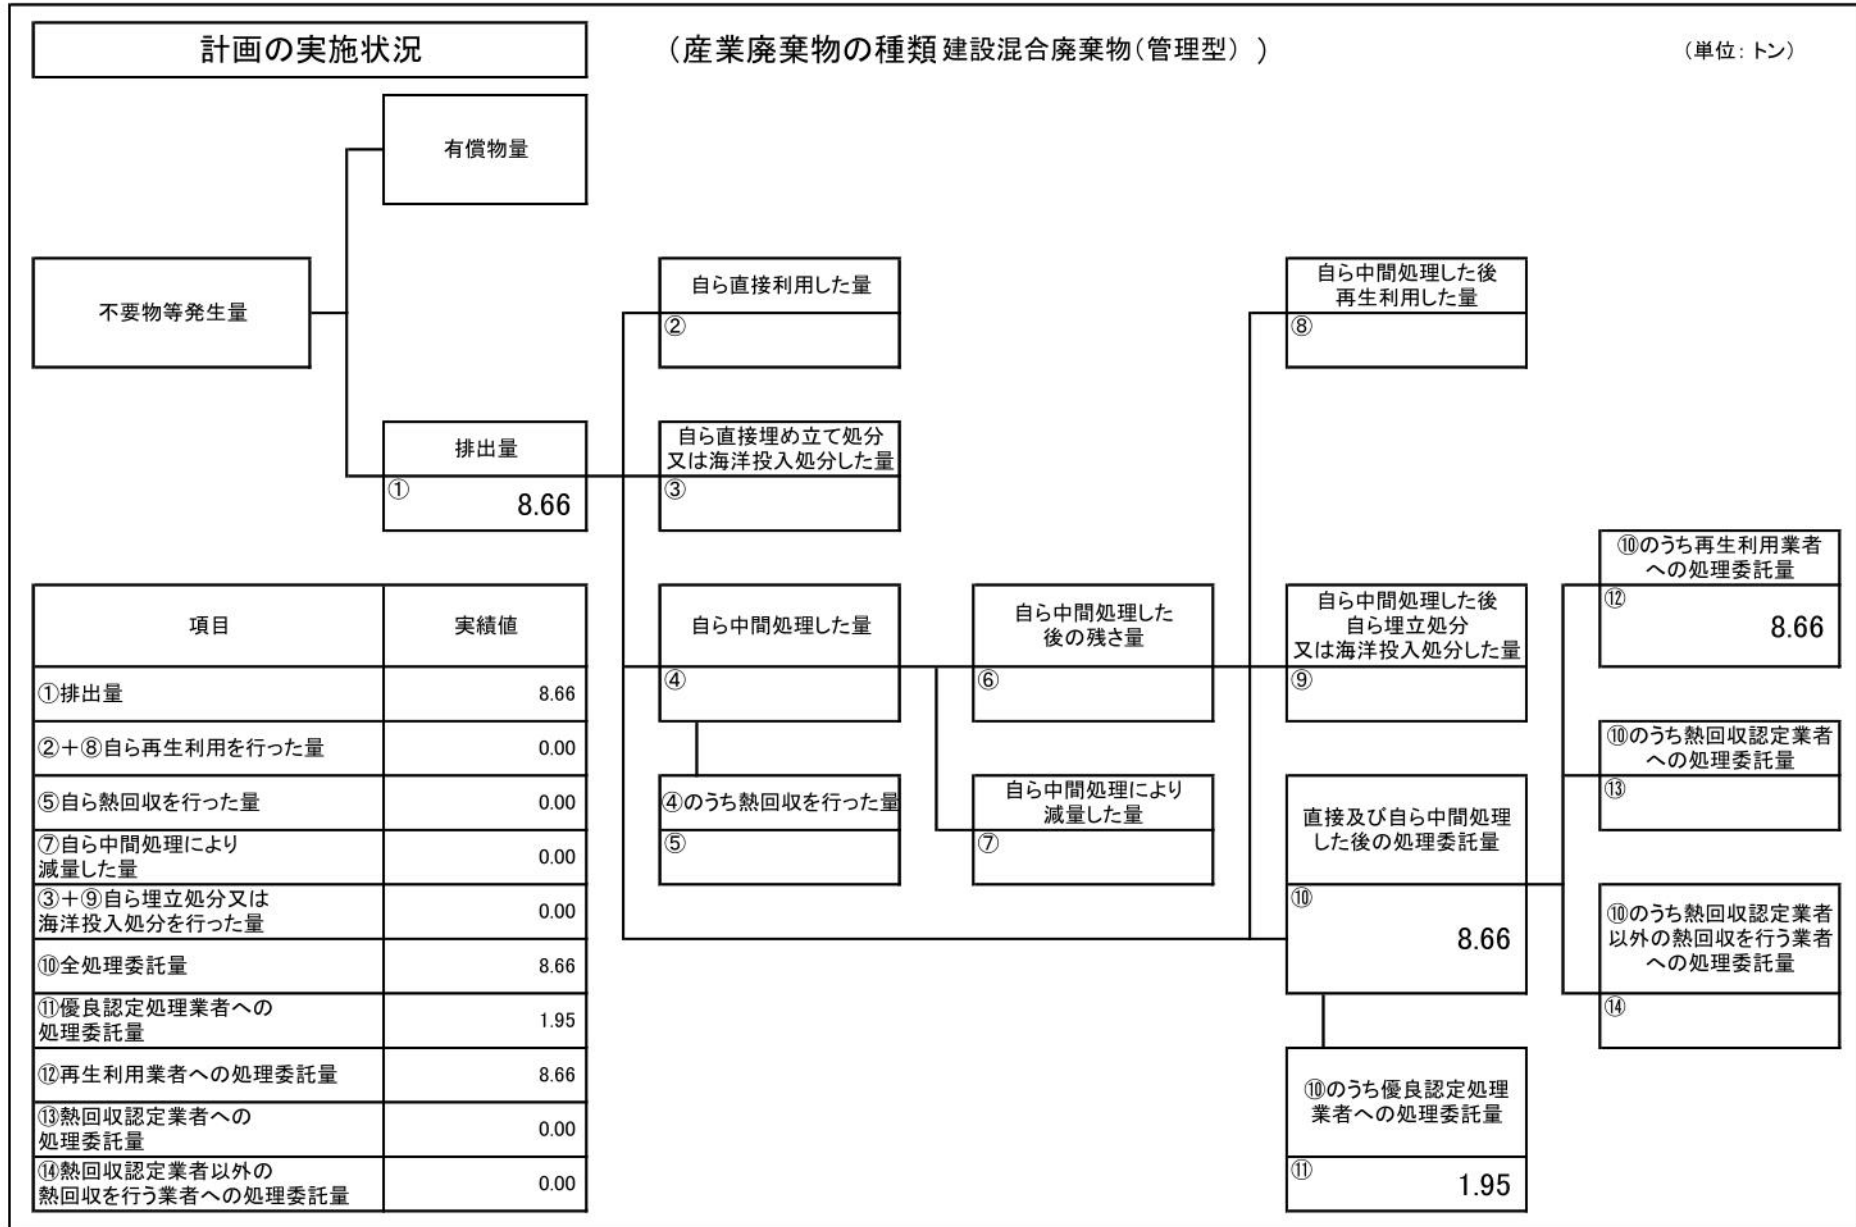 計画の実施状況
（産業廃棄物の種類 建設混合廃棄物（管理型） ）
（単位：トン）
有償物量
不要物等発生量
自ら直接利用した量
②
自ら中間処理した後
再生利用した量
⑧
排出量
①
8.66
自ら直接埋め立て処分
又は海洋投入処分した量
③
⑩のうち再生利用業者
への処理委託量
⑫
8.66
自ら中間処理した量
④
自ら中間処理した
後の残さ量
⑥
自ら中間処理した後
自ら埋立処分
又は海洋投入処分した量
⑨
⑩のうち熱回収認定業者
への処理委託量
⑬
④のうち熱回収を行った量
⑤
自ら中間処理により
減量した量
⑦
直接及び自ら中間処理
した後の処理委託量
⑩
8.66
⑩のうち熱回収認定業者
以外の熱回収を行う業者
への処理委託量
⑭
⑩のうち優良認定処理
業者への処理委託量
⑪
1.95
項目 実績値
①排出量 8.66
②＋⑧自ら再生利用を行った量 0.00
⑤自ら熱回収を行った量 0.00
⑦自ら中間処理により
減量した量 0.00
③＋⑨自ら埋立処分又は
海洋投入処分を行った量 0.00
⑩全処理委託量 8.66
⑪優良認定処理業者への
処理委託量 1.95
⑫再生利用業者への処理委託量 8.66
⑬熱回収認定業者への
処理委託量 0.00
⑭熱回収認定業者以外の
熱回収を行う業者への処理委託量 0.00